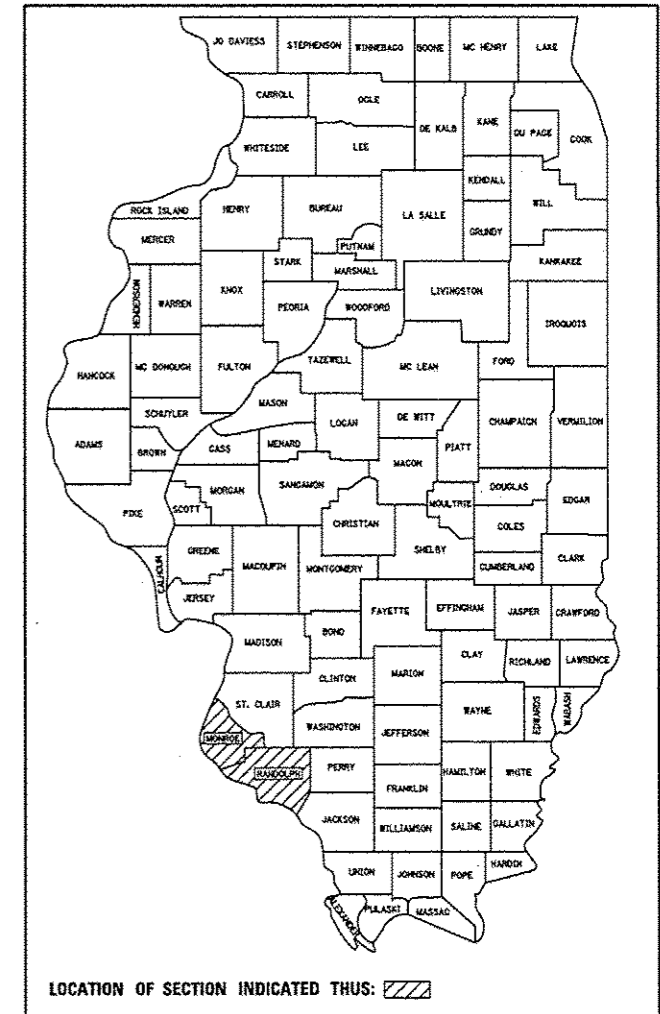 JO DAVIESS STEPHENSON WINNEBAGO BOONE MC HENRY LAKE
CARROLL OGLE
DE KALB KANE DU PAGE COOK
WHITESIDE LEE
KENDALL WILL
ROCK ISLAND HENRY BUREAU LA SALLE
MERCER PUTNAM GRUNDY
STARK MARSHALL KANKAKEE
HENDERSON WARREN KNOX PEORIA WOODFORD LIVINGSTON IROQUOIS
HANCOCK MC DONOUGH FULTON TAZEWELL MC LEAN FORD
MASON
SCHUYLER LOGAN DE WITT CHAMPAIGN VERMILION
ADAMS BROWN CASS MENARD PIATT
MACON
MORGAN SANGAMON DOUGLAS
PIKE SCOTT CHRISTIAN MOULTRIE COLES EDGAR
GREENE SHELBY
CALHOUN MACOUPIN MONTGOMERY CUMBERLAND CLARK
JERSEY FAYETTE EFFINGHAM JASPER CRAWFORD
MADISON BOND
CLAY RICHLAND LAWRENCE
CLINTON MARION
ST. CLAIR WAYNE EDWARDS WABASH
MONROE WASHINGTON JEFFERSON
RANDOLPH PERRY HAMILTON WHITE
FRANKLIN
JACKSON WILLIAMSON SALINE GALLATIN
UNION JOHNSON POPE HARDIN
ALEXANDER PULASKI MASSAC
LOCATION OF SECTION INDICATED THUS: